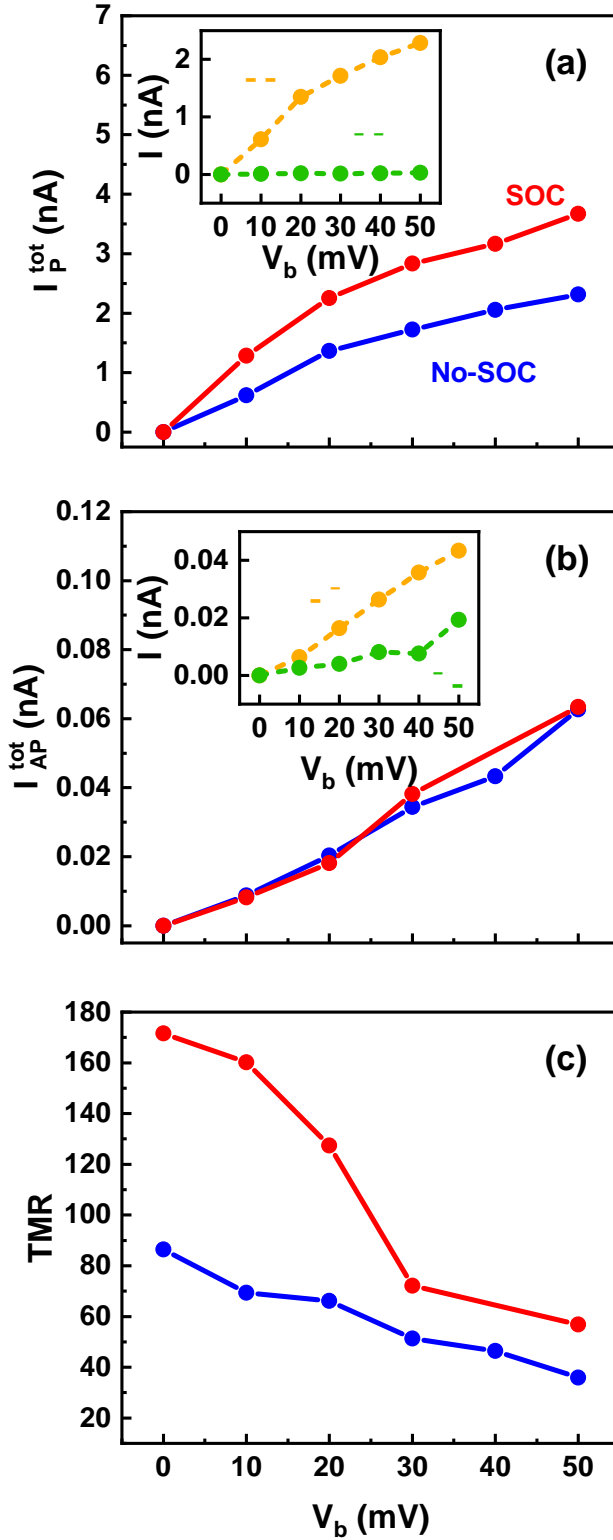 7
6
5
4
3
2
1
0
I_P^tot (nA)
(a)
2
1
0
I (nA)
0 10 20 30 40 50
V_b (mV)
SOC
No-SOC
0.12
0.10
0.08
0.06
0.04
0.02
0.00
I_AP^tot (nA)
(b)
0.04
0.02
0.00
I (nA)
0 10 20 30 40 50
V_b (mV)
180
160
140
120
100
80
60
40
20
TMR
(c)
0 10 20 30 40 50
V_b (mV)